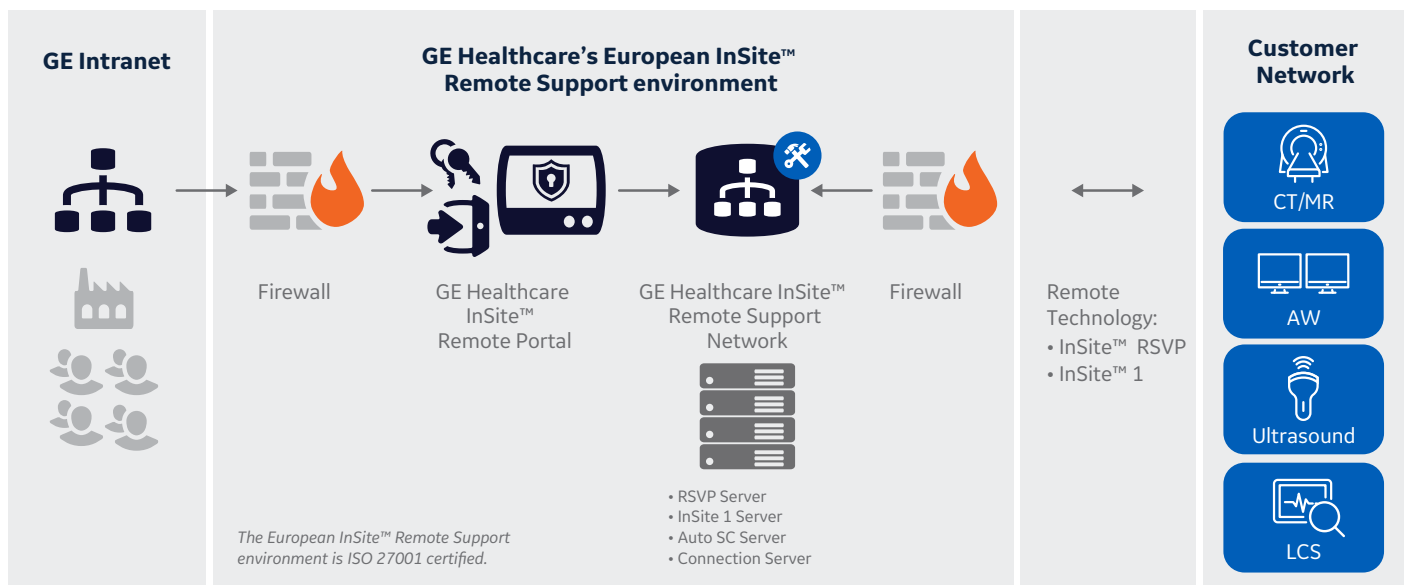 GE Intranet
GE Healthcare’s European InSite™
Remote Support environment
Customer
Network
Firewall
GE Healthcare
InSite™
Remote Portal
GE Healthcare InSite™
Remote Support
Network
Firewall
Remote
Technology:
• InSite™ RSVP
• InSite™ 1
CT/MR
AW
Ultrasound
LCS
• RSVP Server
• InSite 1 Server
• Auto SC Server
• Connection Server
The European InSite™ Remote Support
environment is ISO 27001 certified.